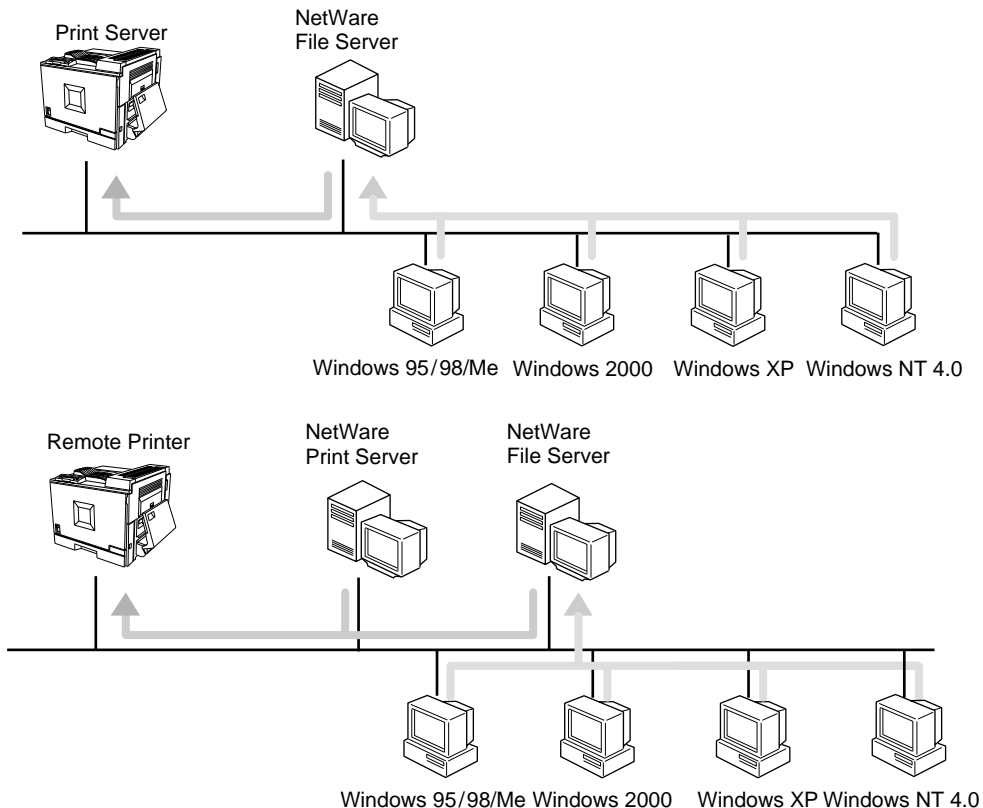 Print Server
NetWare
File Server
Windows 95/98/Me
Windows 2000
Windows XP
Windows NT 4.0
Remote Printer
NetWare
Print Server
NetWare
File Server
Windows 95/98/Me
Windows 2000
Windows XP
Windows NT 4.0